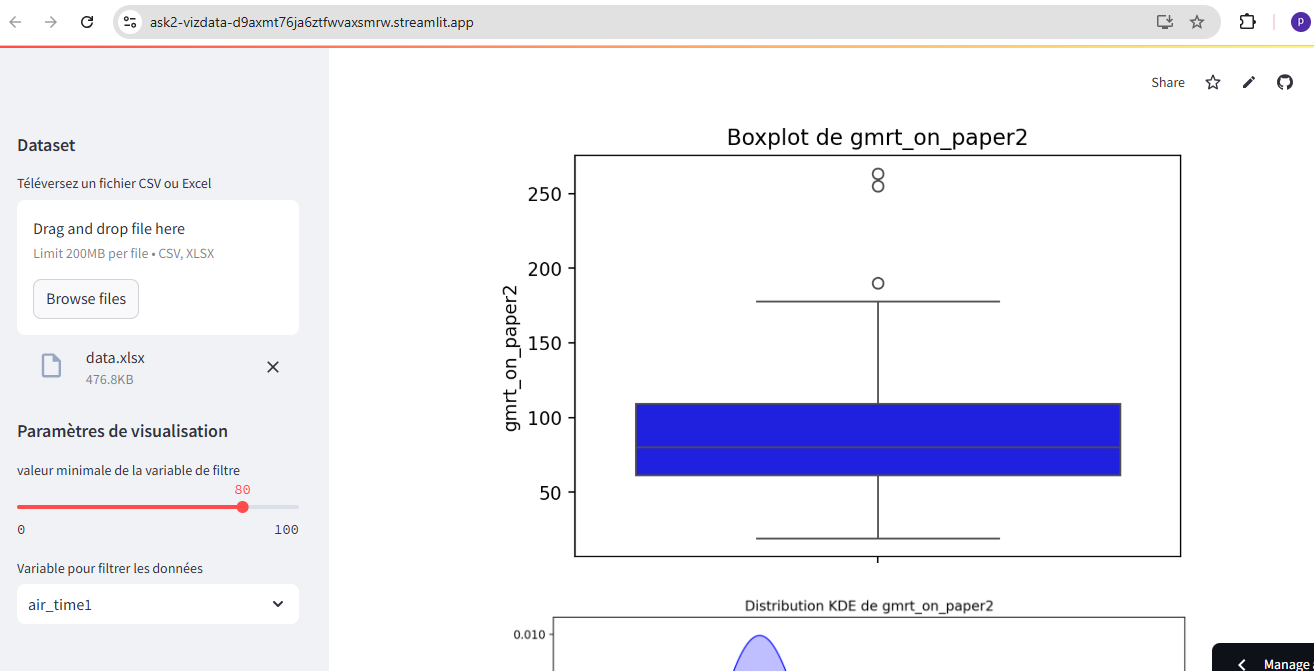 ask2-vizdata-d9axmt76ja6ztfwvaxsmrw.streamlit.app
P
Share
Dataset
Téléversez un fichier CSV ou Excel
Drag and drop file here
Limit 200MB per file • CSV, XLSX
Browse files
data.xlsx
476.8KB
Paramètres de visualisation
valeur minimale de la variable de filtre
80
0 100
Variable pour filtrer les données
air_time1
Boxplot de gmrt_on_paper2
250
200
150
100
50
gmrt_on_paper2
Distribution KDE de gmrt_on_paper2
0.010
Manage